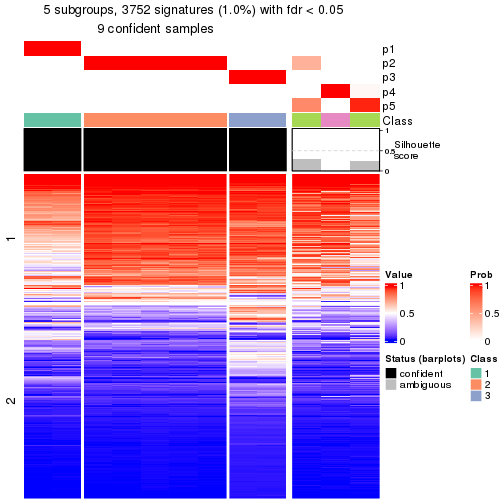 5 subgroups, 3752 signatures (1.0%) with fdr < 0.05
9 confident samples
p1
p2
p3
p4
p5
Class
1
0.5
0
Silhouette
score
1
2
Value
1
0.5
0
Prob
1
0.5
0
Status (barplots)
confident
ambiguous
Class
1
2
3